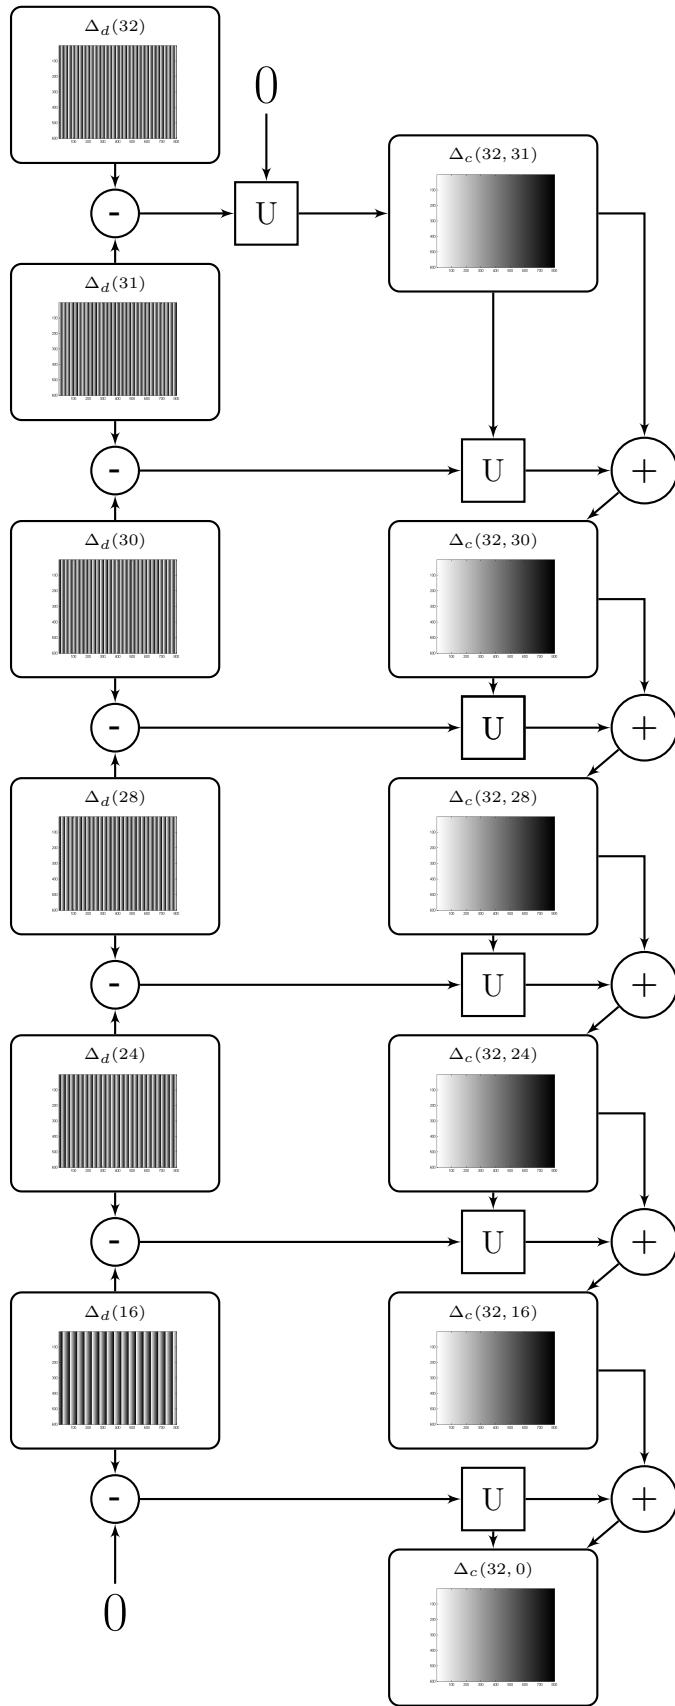 Δ_d(32)
0
Δ_c(32, 31)
-
U
Δ_d(31)
-
U
+
Δ_d(30)
Δ_c(32, 30)
-
U
+
Δ_d(28)
Δ_c(32, 28)
-
U
+
Δ_d(24)
Δ_c(32, 24)
-
U
+
Δ_d(16)
Δ_c(32, 16)
-
U
+
Δ_c(32, 0)
0